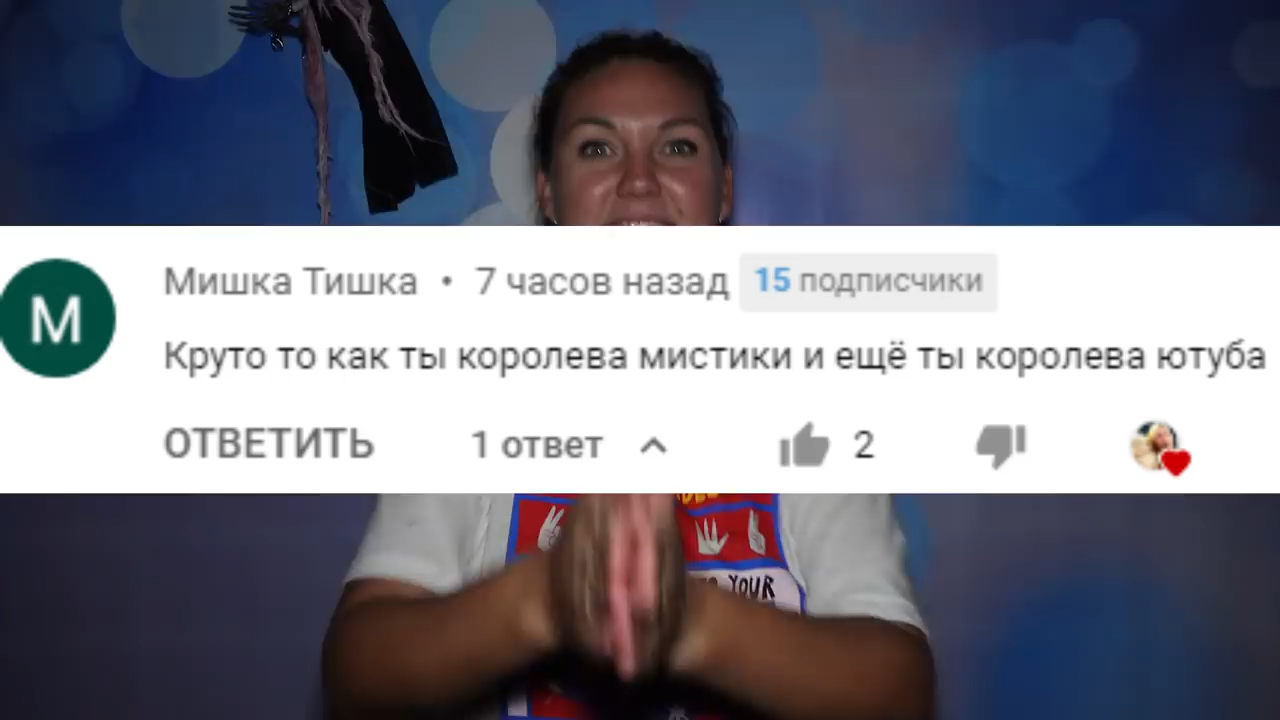 М
Мишка Тишка • 7 часов назад 15 подписчики
Круто то как ты королева мистики и ещё ты королева ютуба
ОТВЕТИТЬ 1 ответ 2
YOUR